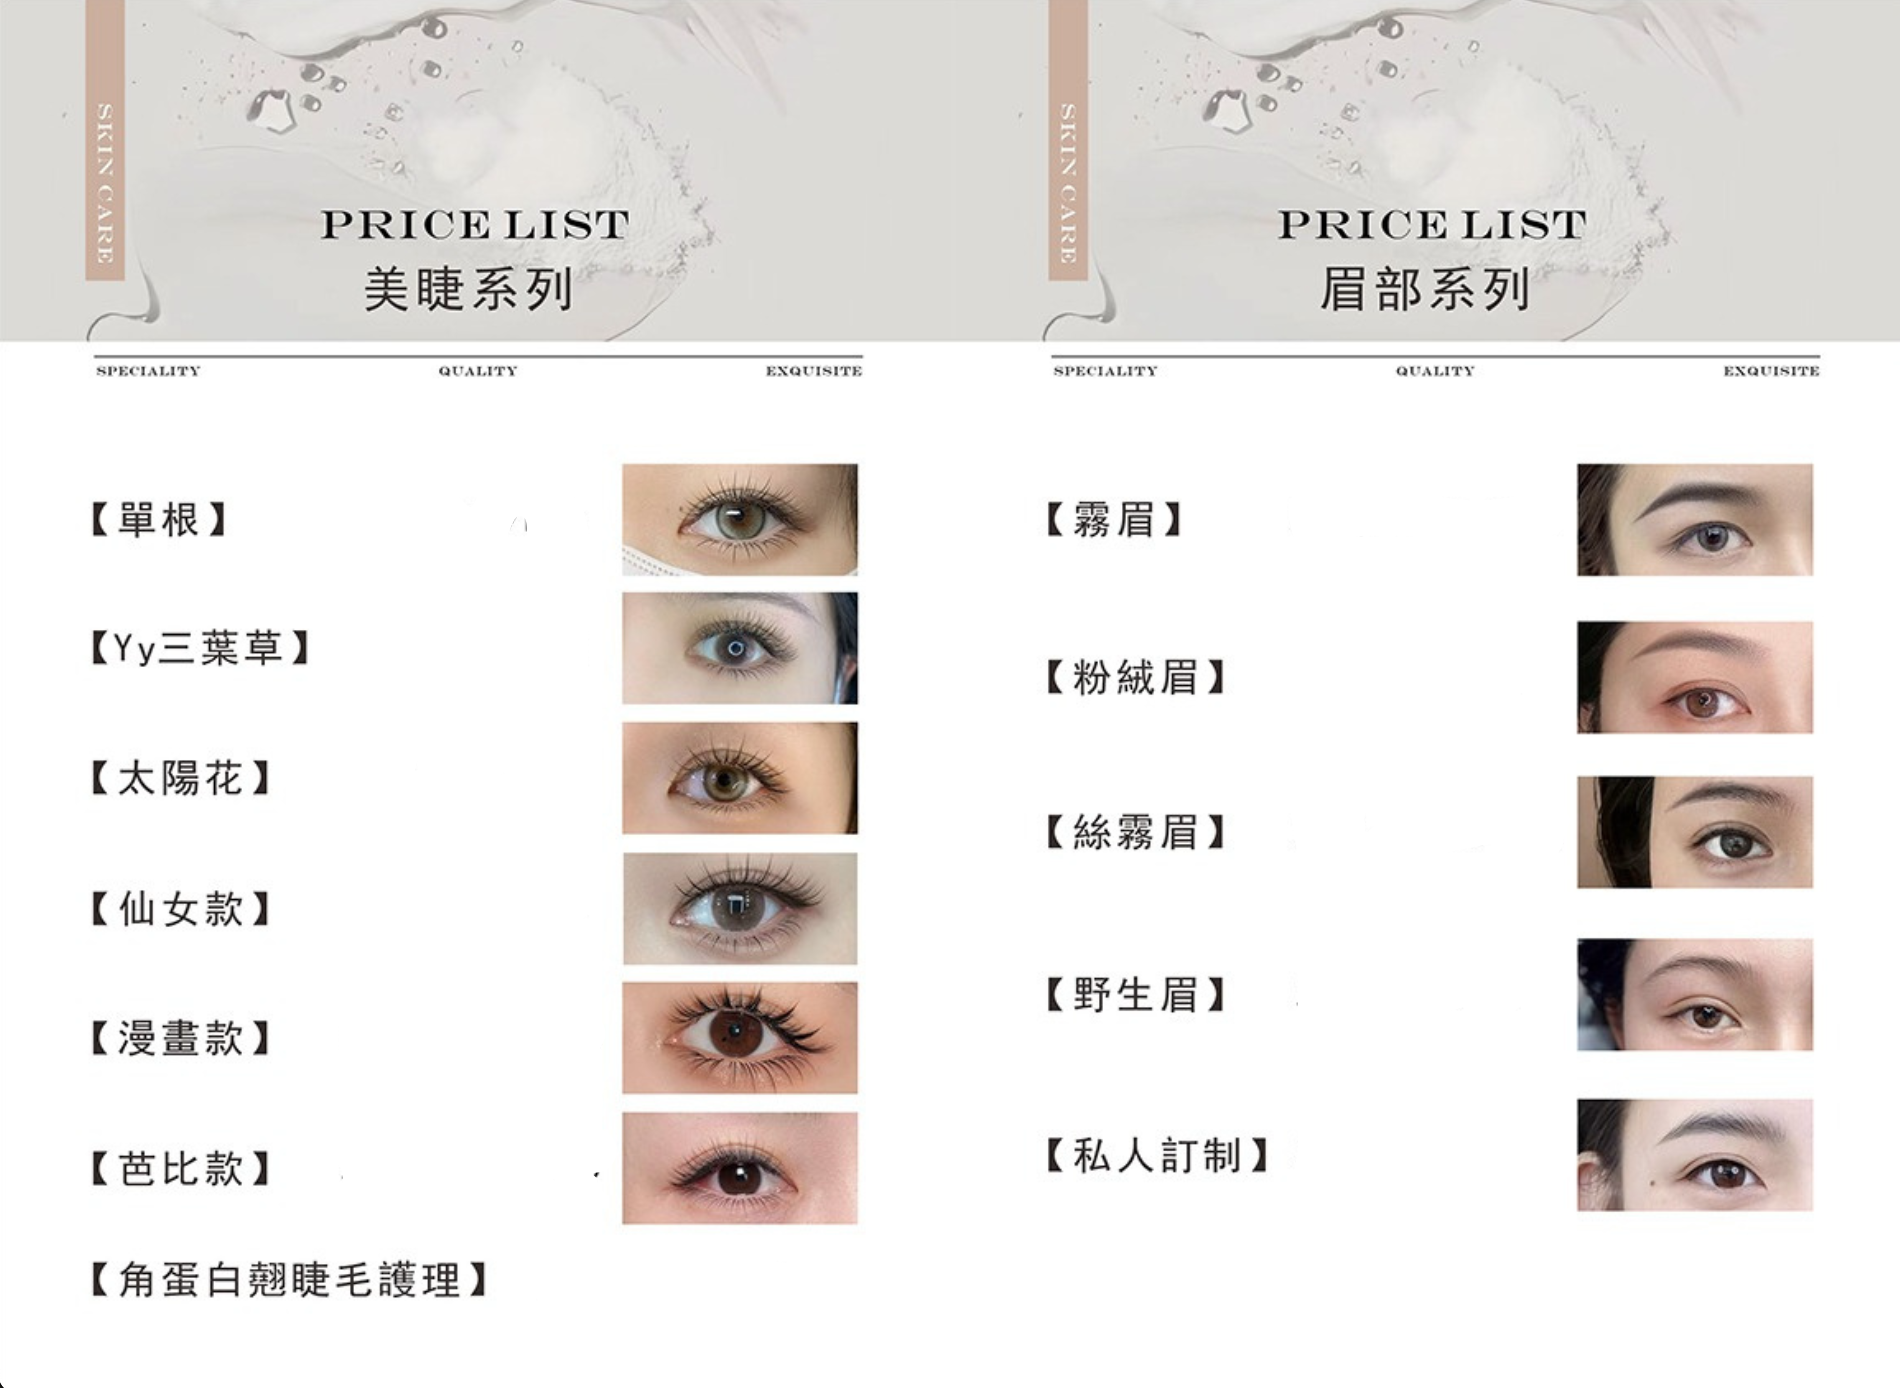 SKIN CARE
PRICE LIST
美睫系列
SPECIALITY QUALITY EXQUISITE
【單根】
【Yy三葉草】
【太陽花】
【仙女款】
【漫畫款】
【芭比款】
【角蛋白翹睫毛護理】
SKIN CARE
PRICE LIST
眉部系列
SPECIALITY QUALITY EXQUISITE
【霧眉】
【粉絨眉】
【絲霧眉】
【野生眉】
【私人訂制】